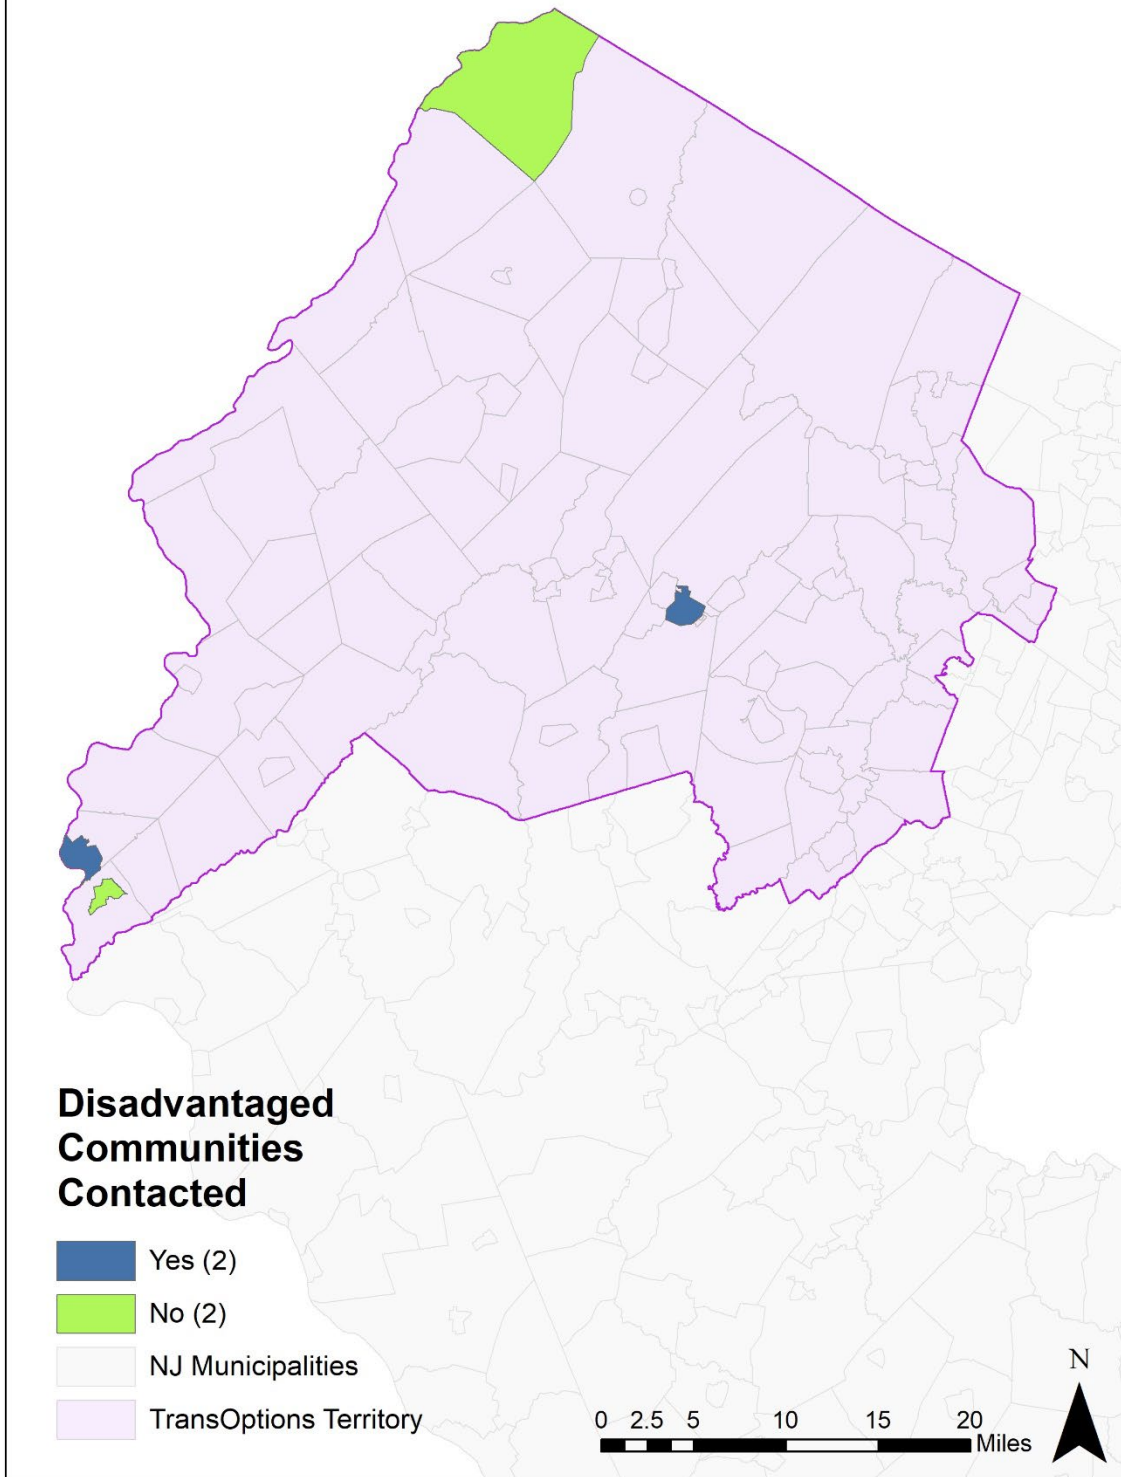 Disadvantaged
Communities
Contacted
Yes (2)
No (2)
NJ Municipalities
TransOptions Territory
0 2.5 5 10 15 20
Miles
N